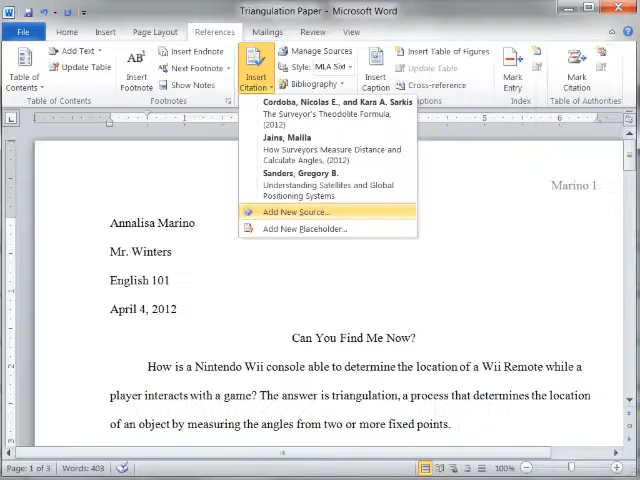 Triangulation Paper - Microsoft Word
File Home Insert Page Layout References Mailings Review View
Table of Contents
Add Text
Update Table
Table of Contents
AB¹
Insert Footnote
Insert Endnote
Next Footnote
Show Notes
Footnotes
Insert Citation
Manage Sources
Style: MLA Sixt
Bibliography
Insert Caption
Insert Table of Figures
Update Table
Cross-reference
ptions
Mark Entry
Index
Mark Citation
Table of Authorities
Cordoba, Nicolas E., and Kara A. Sarkis
The Surveyor's Theodolite Formula,
(2012)
Jains, Malila
How Surveyors Measure Distance and
Calculate Angles, (2012)
Sanders, Gregory B.
Understanding Satellites and Global
Positioning Systems
Add New Source...
Add New Placeholder...
Marino 1
Annalisa Marino
Mr. Winters
English 101
April 4, 2012
Can You Find Me Now?
How is a Nintendo Wii console able to determine the location of a Wii Remote while a
player interacts with a game? The answer is triangulation, a process that determines the location
of an object by measuring the angles from two or more fixed points.
Page: 1 of 3 Words: 403 100%